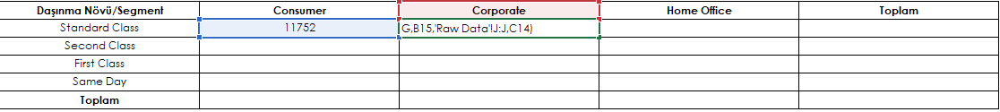 Daşınma Növü/Segment Consumer Corporate Home Office Toplam
Standard Class 11752 G,B15,'Raw Data'!J:J,C14)
Second Class
First Class
Same Day
Toplam